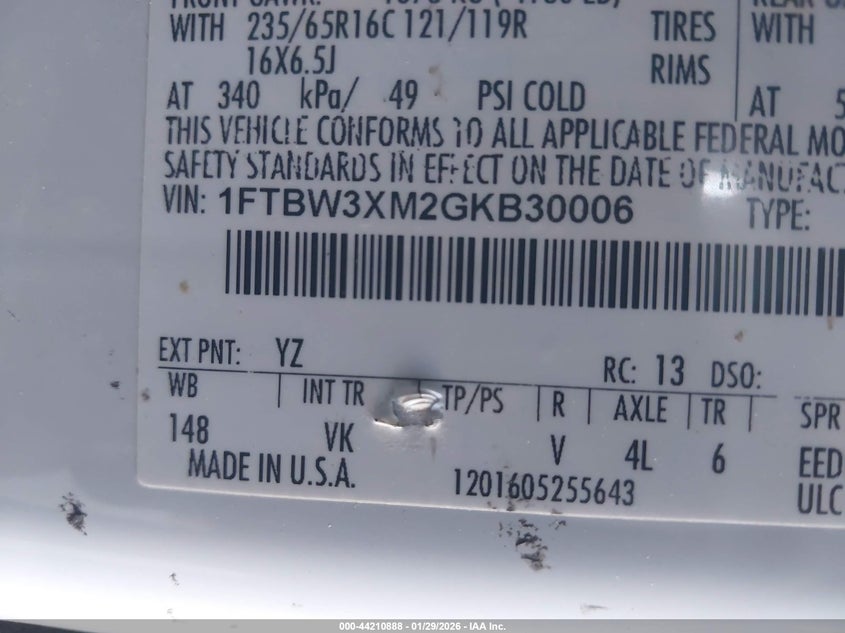 WITH 235/65R16C 121/119R TIRES WITH
16X6.5J RIMS
AT 340 kPa/ 49 PSI COLD AT 5
THIS VEHICLE CONFORMS TO ALL APPLICABLE FEDERAL MO
SAFETY STANDARDS IN EFFECT ON THE DATE OF MANUFACT
VIN: 1FTBW3XM2GKB30006 TYPE:
EXT PNT: YZ RC: 13 DSO:
WB INT TR TP/PS R AXLE TR SPR
148 VK V 4L 6 EED
MADE IN U.S.A. 1201605255643 ULC
000-44210888 - 01/29/2026 - IAA Inc.